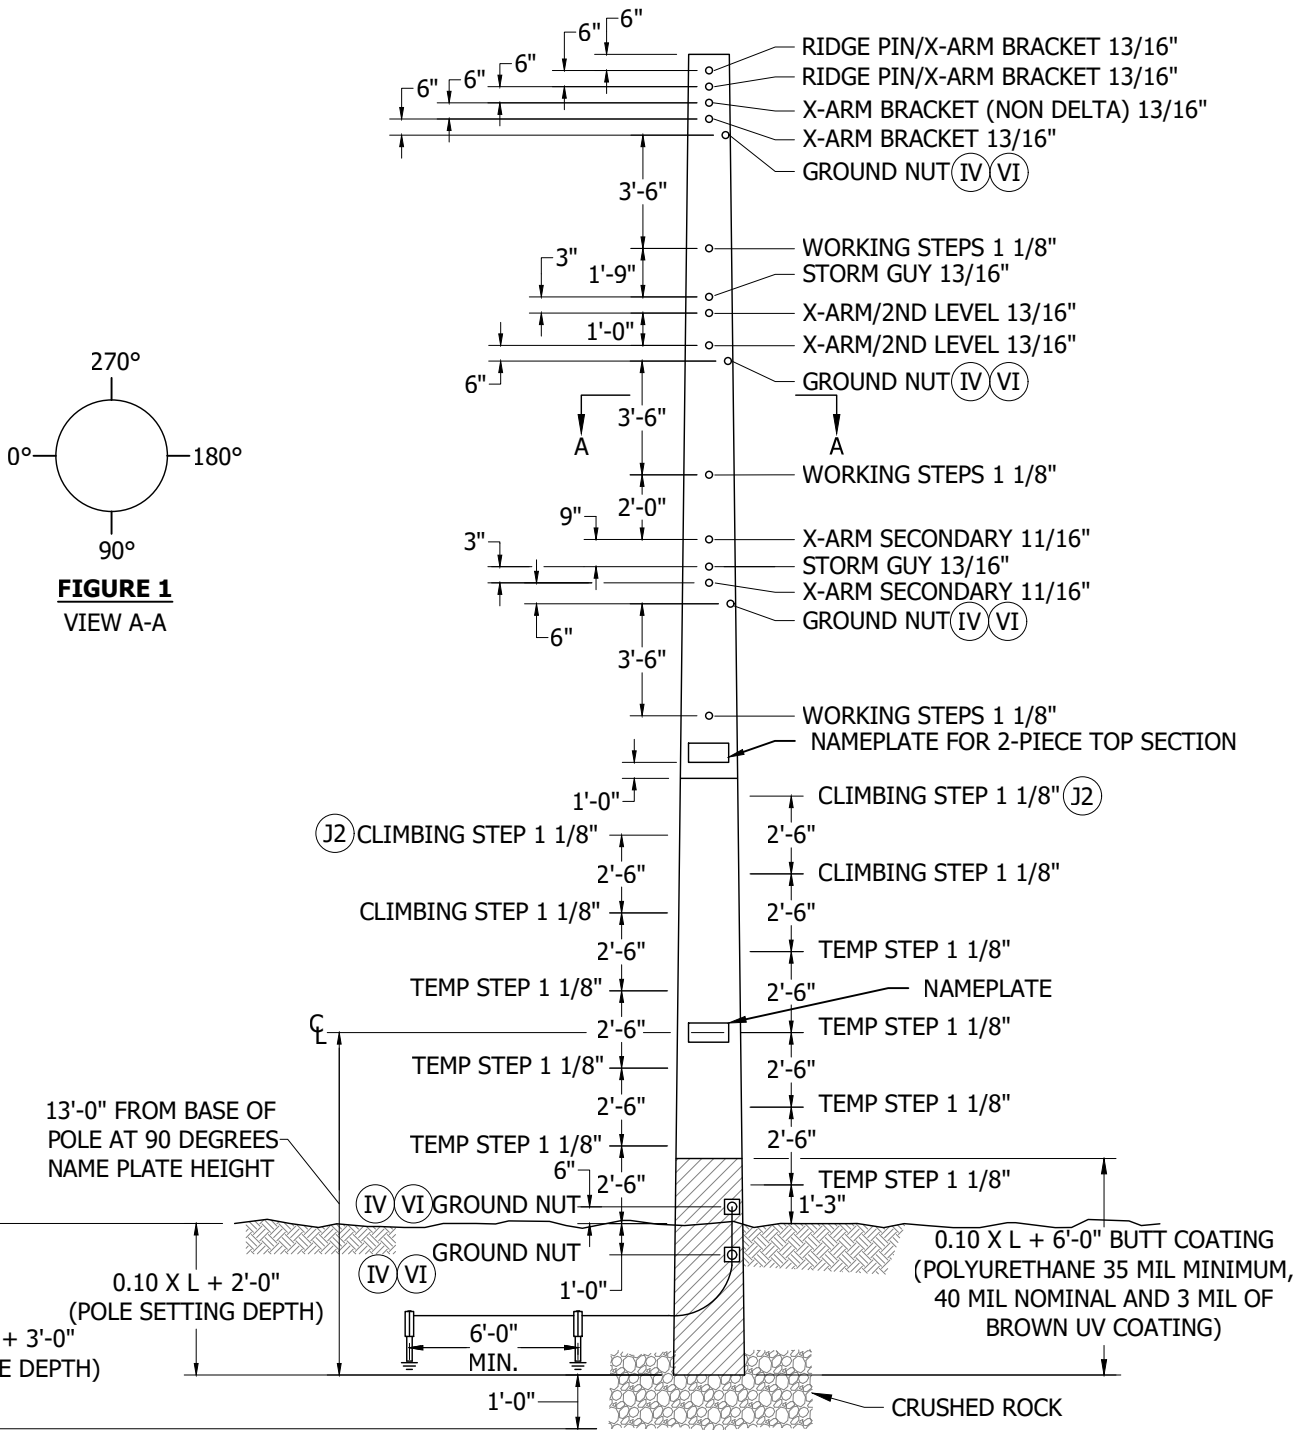 6"
6"
6"
6"
6"
RIDGE PIN/X-ARM BRACKET 13/16"
RIDGE PIN/X-ARM BRACKET 13/16"
X-ARM BRACKET (NON DELTA) 13/16"
X-ARM BRACKET 13/16"
GROUND NUT IV VI
3'-6"
WORKING STEPS 1 1/8"
3"
1'-9"
STORM GUY 13/16"
X-ARM/2ND LEVEL 13/16"
1'-0"
X-ARM/2ND LEVEL 13/16"
6"
GROUND NUT IV VI
3'-6"
A
A
270°
0°
180°
90°
FIGURE 1
VIEW A-A
WORKING STEPS 1 1/8"
2'-0"
9"
3"
X-ARM SECONDARY 11/16"
STORM GUY 13/16"
X-ARM SECONDARY 11/16"
GROUND NUT IV VI
6"
3'-6"
WORKING STEPS 1 1/8"
NAMEPLATE FOR 2-PIECE TOP SECTION
1'-0"
CLIMBING STEP 1 1/8" J2
J2 CLIMBING STEP 1 1/8"
2'-6"
2'-6"
CLIMBING STEP 1 1/8"
CLIMBING STEP 1 1/8"
2'-6"
2'-6"
TEMP STEP 1 1/8"
TEMP STEP 1 1/8"
2'-6"
NAMEPLATE
CL
2'-6"
TEMP STEP 1 1/8"
TEMP STEP 1 1/8"
2'-6"
13'-0" FROM BASE OF
POLE AT 90 DEGREES
NAME PLATE HEIGHT
2'-6"
TEMP STEP 1 1/8"
TEMP STEP 1 1/8"
2'-6"
6"
2'-6"
TEMP STEP 1 1/8"
1'-3"
IV VI GROUND NUT
GROUND NUT
IV VI
1'-0"
0.10 X L + 2'-0"
(POLE SETTING DEPTH)
0.10 X L + 6'-0" BUTT COATING
(POLYURETHANE 35 MIL MINIMUM,
40 MIL NOMINAL AND 3 MIL OF
BROWN UV COATING)
+ 3'-0"
E DEPTH)
6'-0"
MIN.
1'-0"
CRUSHED ROCK